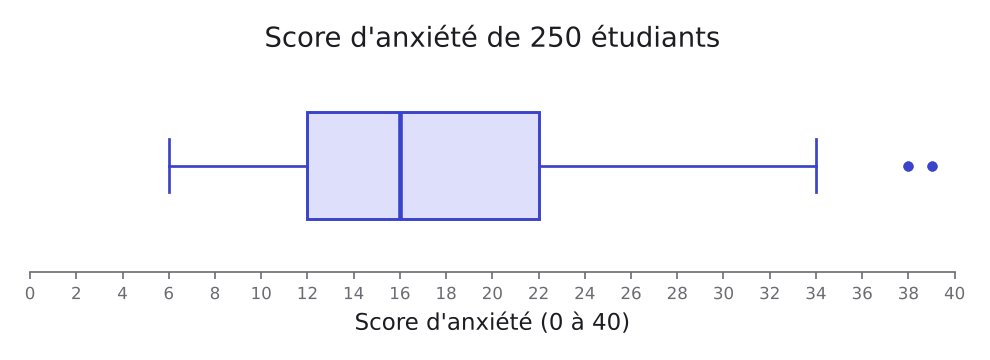 Score d'anxiété de 250 étudiants
0 2 4 6 8 10 12 14 16 18 20 22 24 26 28 30 32 34 36 38 40
Score d'anxiété (0 à 40)